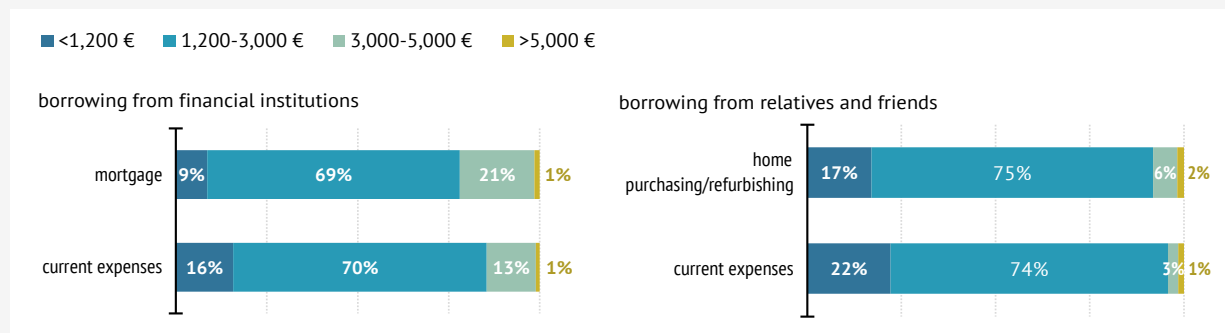 <1,200 € 1,200-3,000 € 3,000-5,000 € >5,000 €
borrowing from financial institutions
mortgage
9% 69% 21% 1%
current expenses
16% 70% 13% 1%
borrowing from relatives and friends
home
purchasing/refurbishing
17% 75% 6% 2%
current expenses
22% 74% 3% 1%